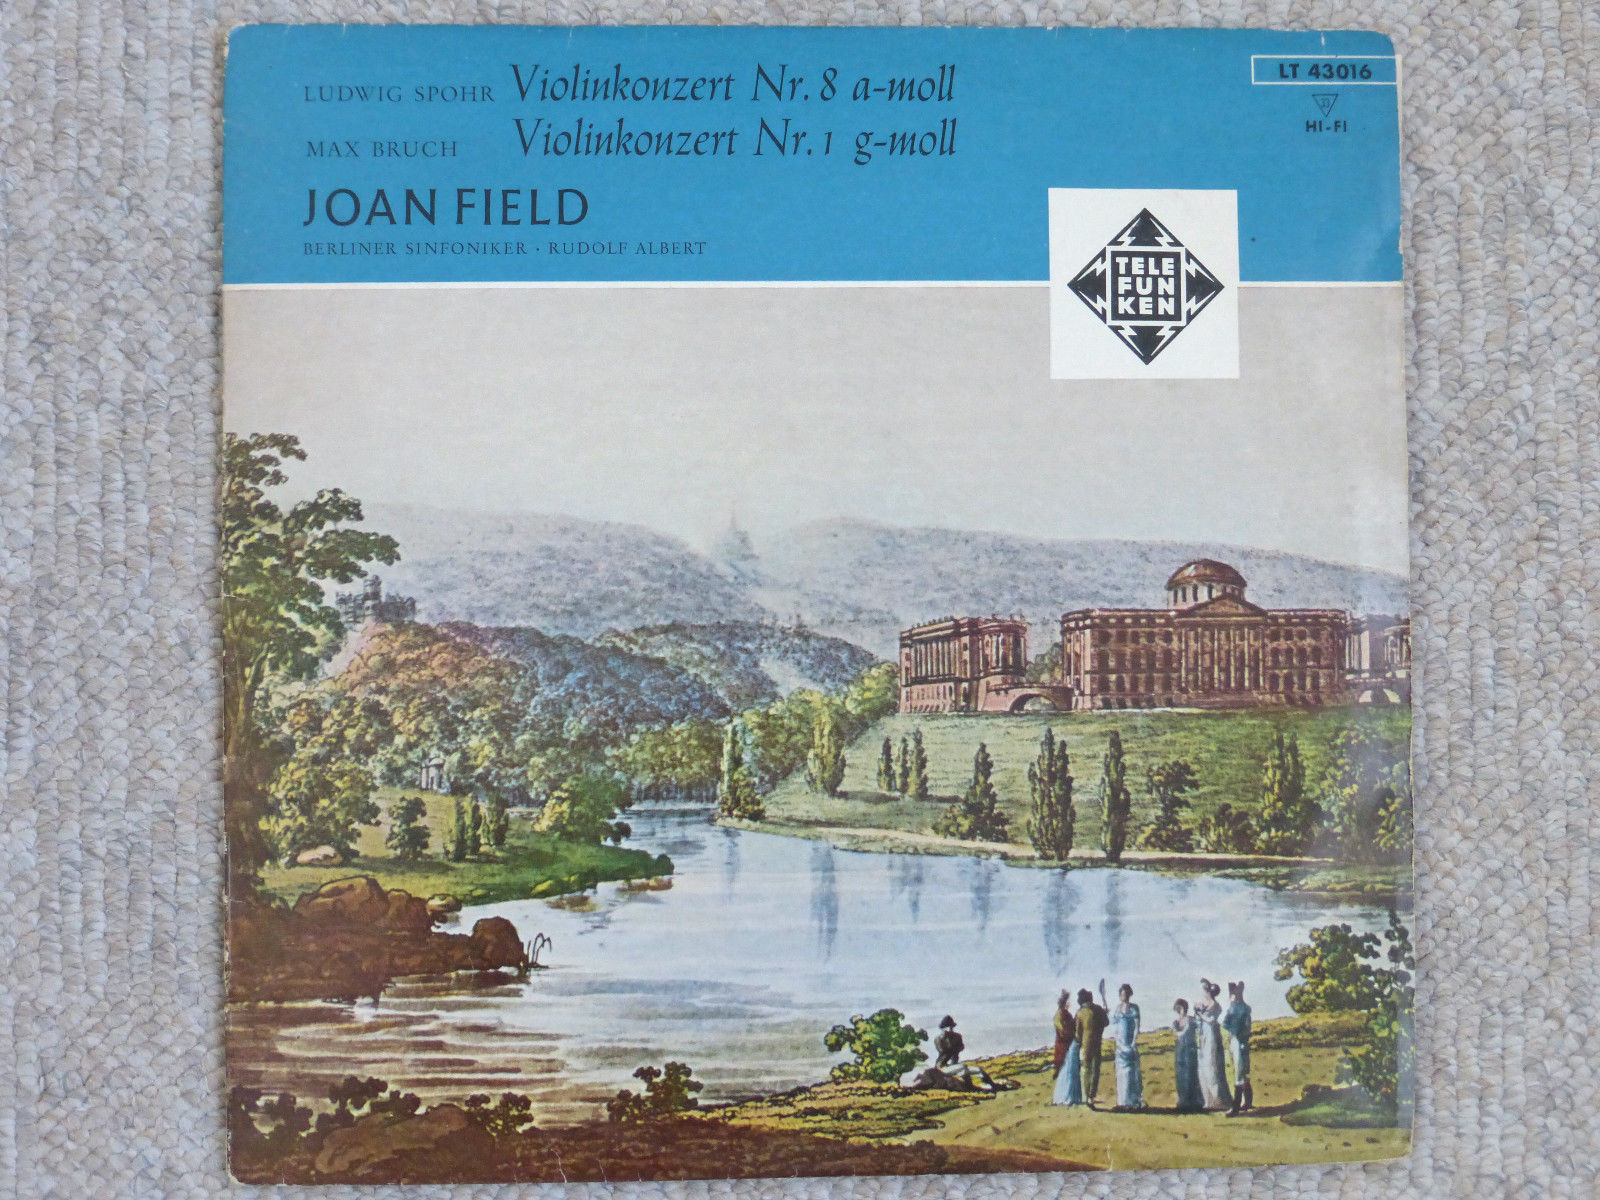 LUDWIG SPOHR Violinkonzert Nr. 8 a-moll
MAX BRUCH Violinkonzert Nr. 1 g-moll
JOAN FIELD
BERLINER SINFONIKER · RUDOLF ALBERT
LT 43016
33
HI-FI
TELE
FUN
KEN